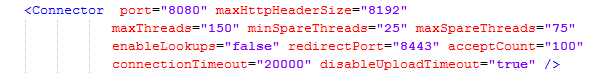 <Connector port="8080" maxHttpHeaderSize="8192"
maxThreads="150" minSpareThreads="25" maxSpareThreads="75"
enableLookups="false" redirectPort="8443" acceptCount="100"
connectionTimeout="20000" disableUploadTimeout="true" />